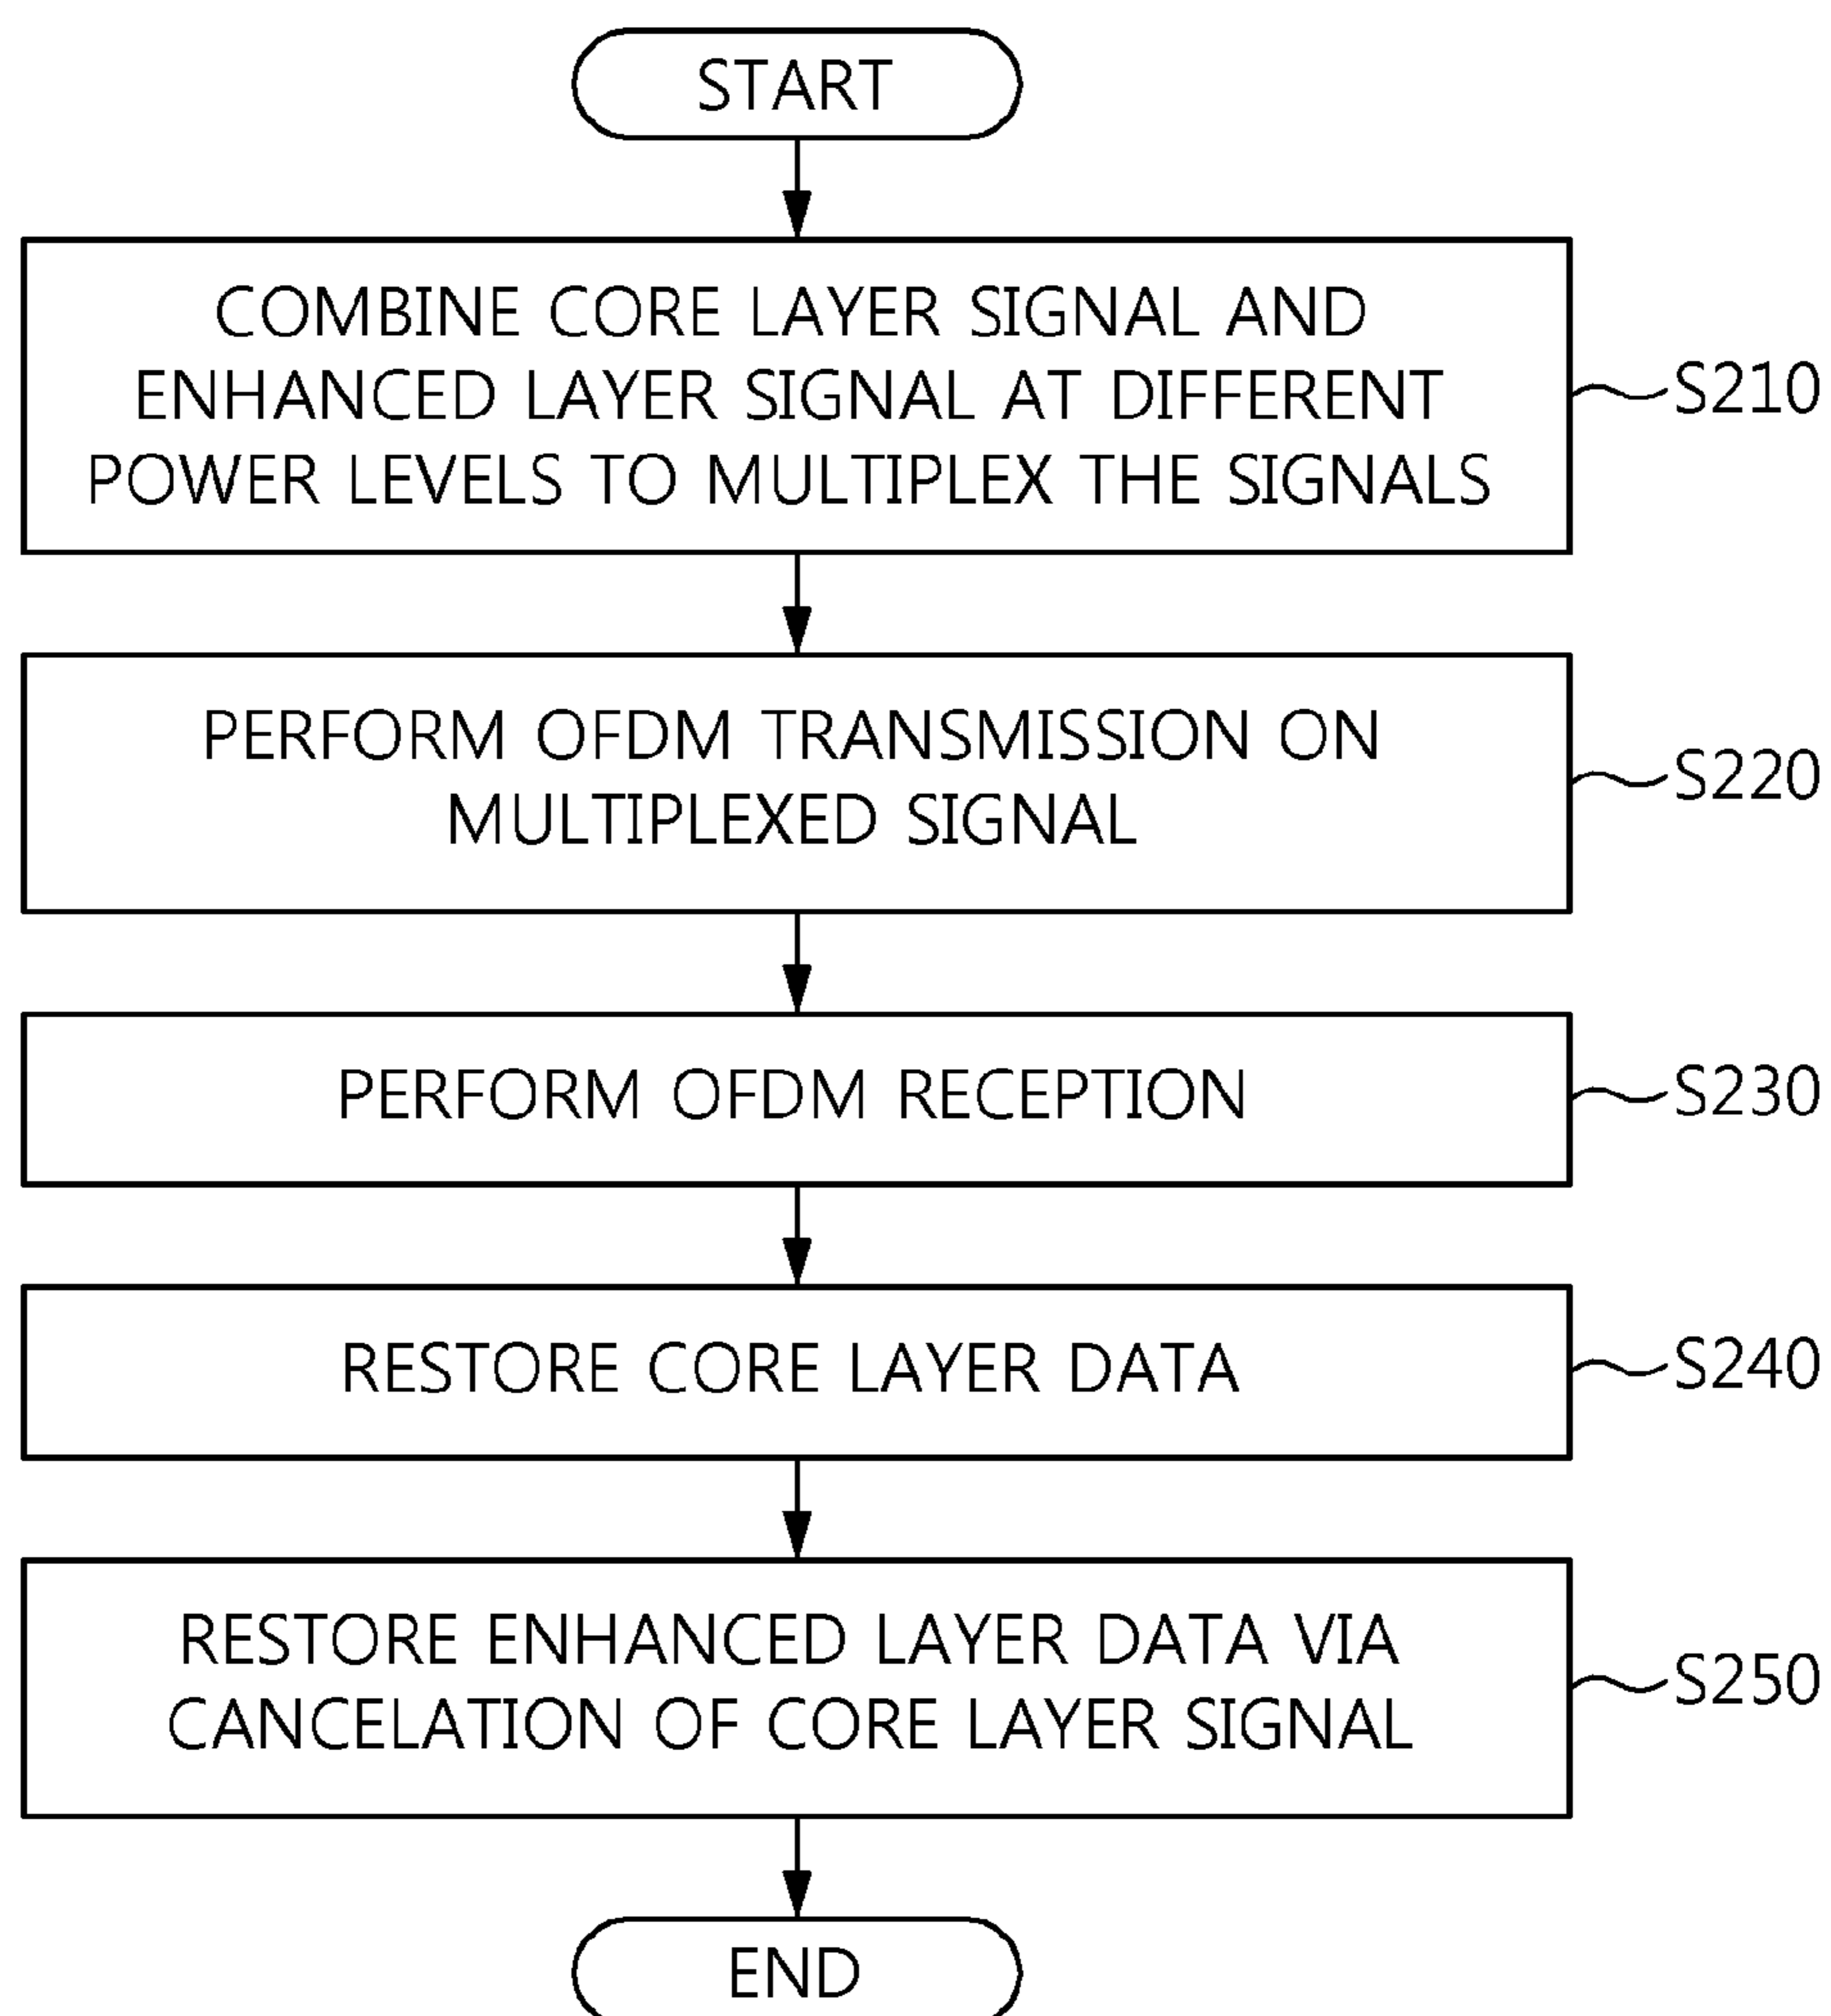 START
COMBINE CORE LAYER SIGNAL AND
ENHANCED LAYER SIGNAL AT DIFFERENT
POWER LEVELS TO MULTIPLEX THE SIGNALS
S210
PERFORM OFDM TRANSMISSION ON
MULTIPLEXED SIGNAL
S220
PERFORM OFDM RECEPTION
S230
RESTORE CORE LAYER DATA
S240
RESTORE ENHANCED LAYER DATA VIA
CANCELATION OF CORE LAYER SIGNAL
S250
END